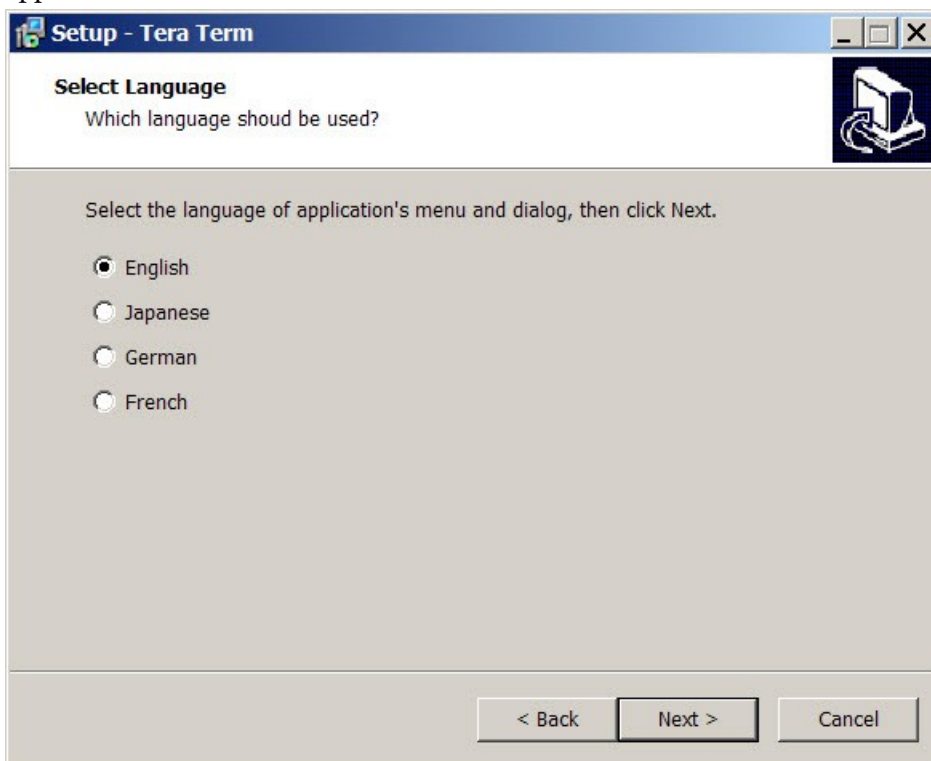 Setup - Tera Term
Select Language
Which language shoud be used?
Select the language of application's menu and dialog, then click Next.
English
Japanese
German
French
< Back Next > Cancel